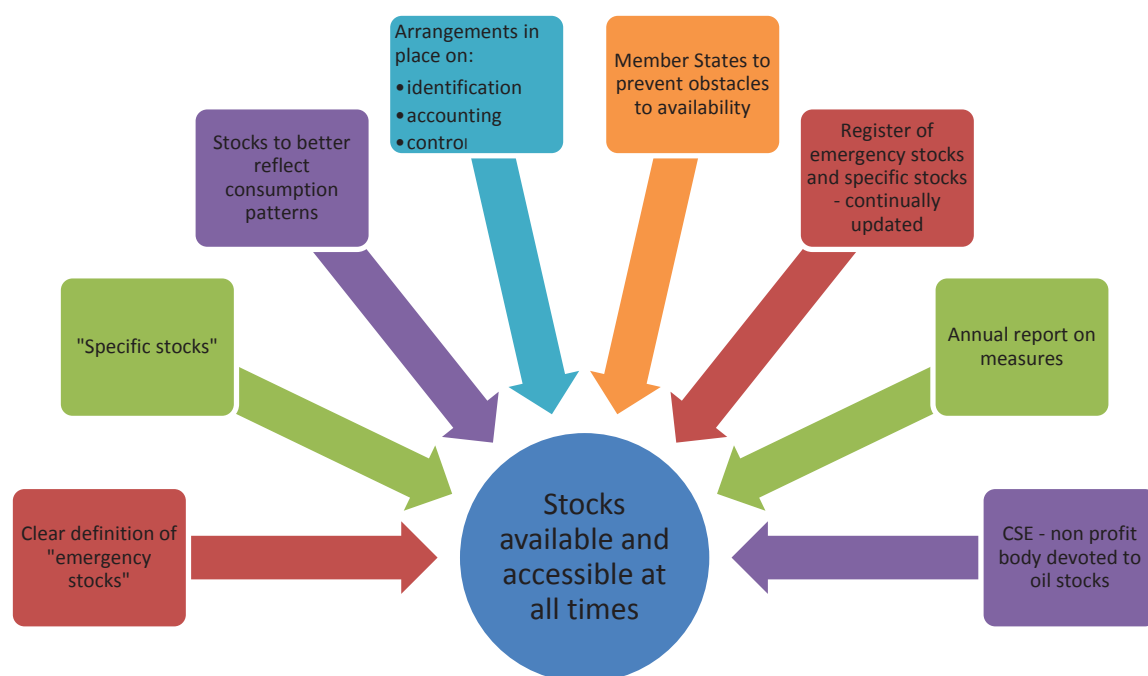 Arrangements in
place on:
•identification
•accounting
•control
Member States to
prevent obstacles
to availability
Stocks to better
reflect
consumption
patterns
Register of
emergency stocks
and specific stocks
- continually
updated
"Specific stocks"
Annual report on
measures
Clear definition of
"emergency
stocks"
CSE - non profit
body devoted to
oil stocks
Stocks
available and
accessible at
all times